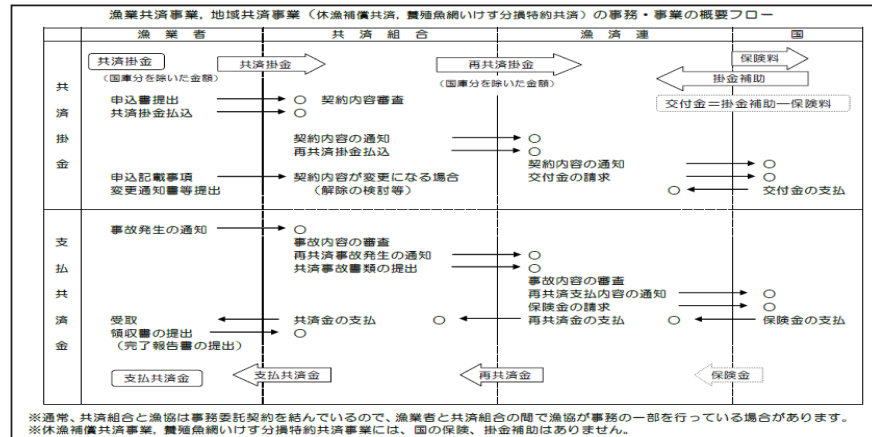 漁業共済事業，地域共済事業（休漁補償共済，養殖魚網いけす分損特約共済）の事務・事業の概要フロー
漁業者 共済組合 漁済連 国
共済掛金
共済掛金
（国庫分を除いた金額）
再共済掛金
（国庫分を除いた金額）
保険料
掛金補助
交付金＝掛金補助ー保険料
申込書提出 ○ 契約内容審査
共済掛金払込 ○
契約内容の通知 ○
再共済掛金払込 ○
契約内容の通知 ○
申込記載事項 契約内容が変更になる場合 交付金の請求 ○
変更通知書等提出 （解除の検討等） ○ 交付金の支払
支払共済金
事故発生の通知 ○
事故内容の審査
再共済事故発生の通知 ○
共済事故書類の提出 ○
事故内容の審査
再共済支払内容の通知 ○
保険金の請求 ○
受取 共済金の支払 ○ 再共済金の支払 ○ 保険金の支払
領収書の提出 ○
（完了報告書の提出）
支払共済金 支払共済金 再共済金 保険金
※通常、共済組合と漁協は事務委託契約を結んでいるので、漁業者と共済組合の間で漁協が事務の一部を行っている場合があります。
※休漁補償共済事業、養殖魚網いけす分損特約共済事業には、国の保険、掛金補助はありません。